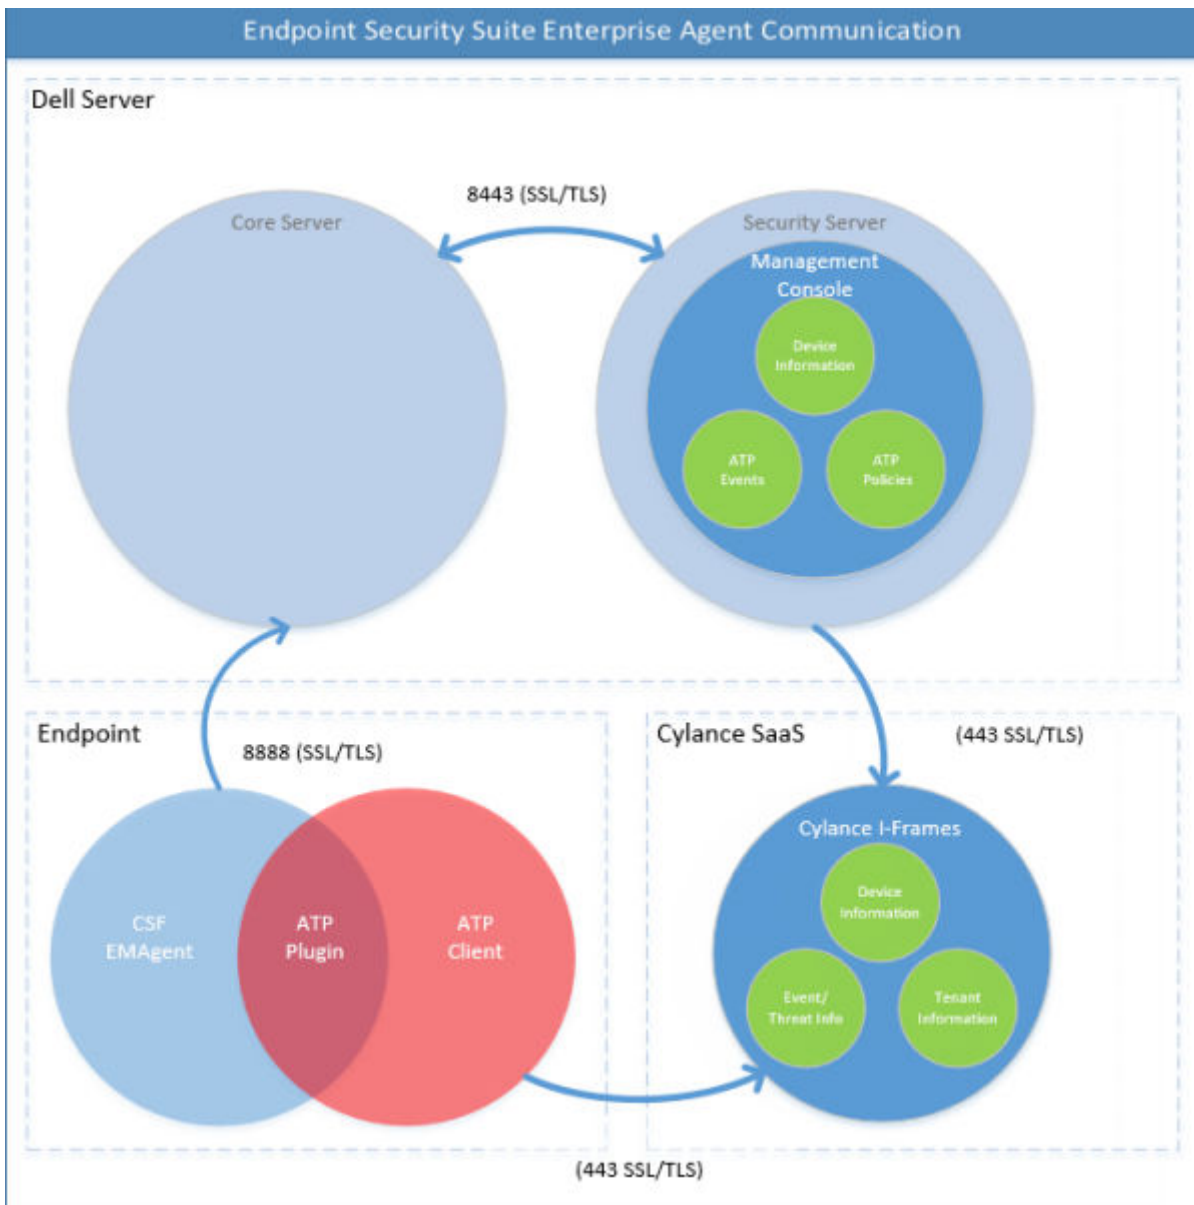 Endpoint Security Suite Enterprise Agent Communication
Dell Server
8443 (SSL/TLS)
Core Server
Security Server
Management
Console
Device
Information
ATP
Events
ATP
Policies
Endpoint
8888 (SSL/TLS)
CSF
EMAgent
ATP
Plugin
ATP
Client
Cylance SaaS
(443 SSL/TLS)
Cylance I-Frames
Device
Information
Event/
Threat Info
Tenant
Information
(443 SSL/TLS)